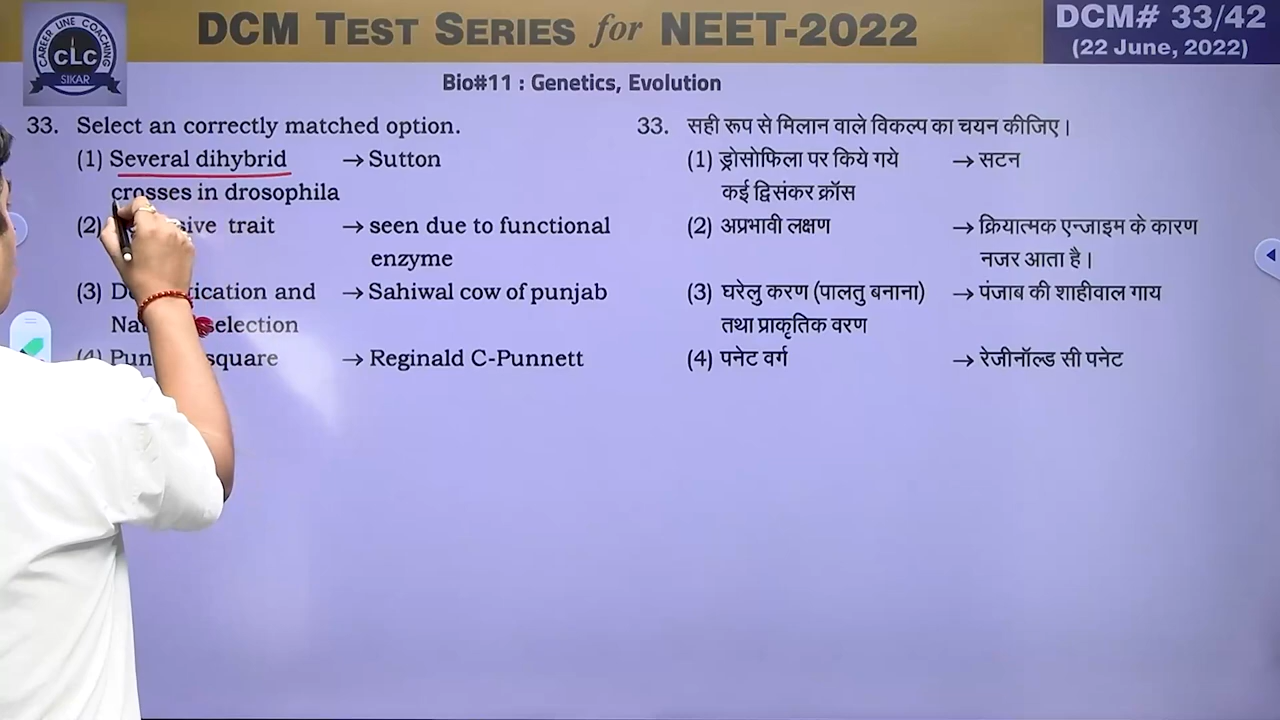 DCM TEST SERIES for NEET-2022
DCM# 33/42
(22 June, 2022)
CAREER LINE COACHING
CLC
SIKAR
Bio#11 : Genetics, Evolution
33. Select an correctly matched option.
(1) Several dihybrid → Sutton
crosses in drosophila
(2) trait → seen due to functional
enzyme
(3) and → Sahiwal cow of punjab
selection
(4) square → Reginald C-Punnett
33. सही रूप से मिलान वाले विकल्प का चयन कीजिए।
(1) ड्रोसोफिला पर किये गये → सटन
कई द्विसंकर क्रॉस
(2) अप्रभावी लक्षण → क्रियात्मक एन्जाइम के कारण
नजर आता है।
(3) घरेलु करण (पालतु बनाना) → पंजाब की शाहीवाल गाय
तथा प्राकृतिक वरण
(4) पनेट वर्ग → रेजीनॉल्ड सी पनेट